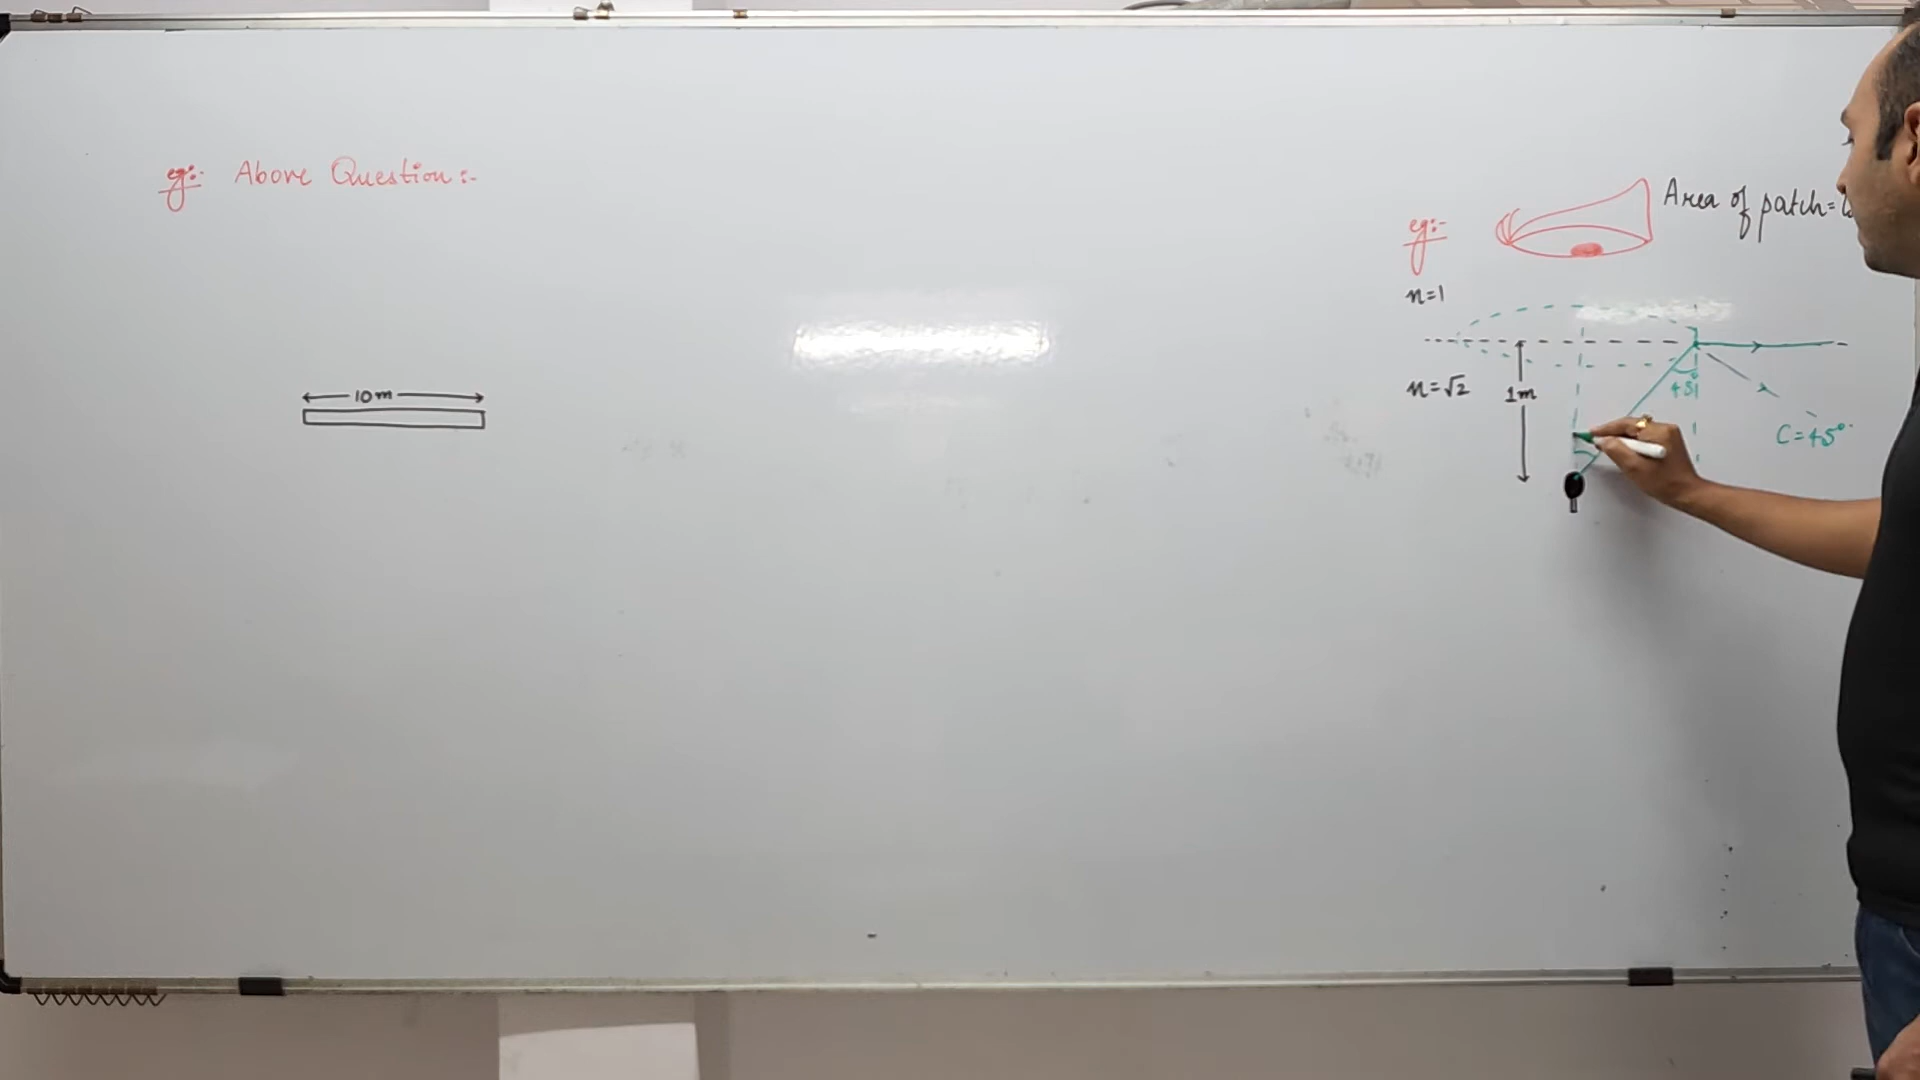 eg:- Above Question:-
10m
eg:-
Area of patch=
n=1
n=√2
1m
45°
C=45°